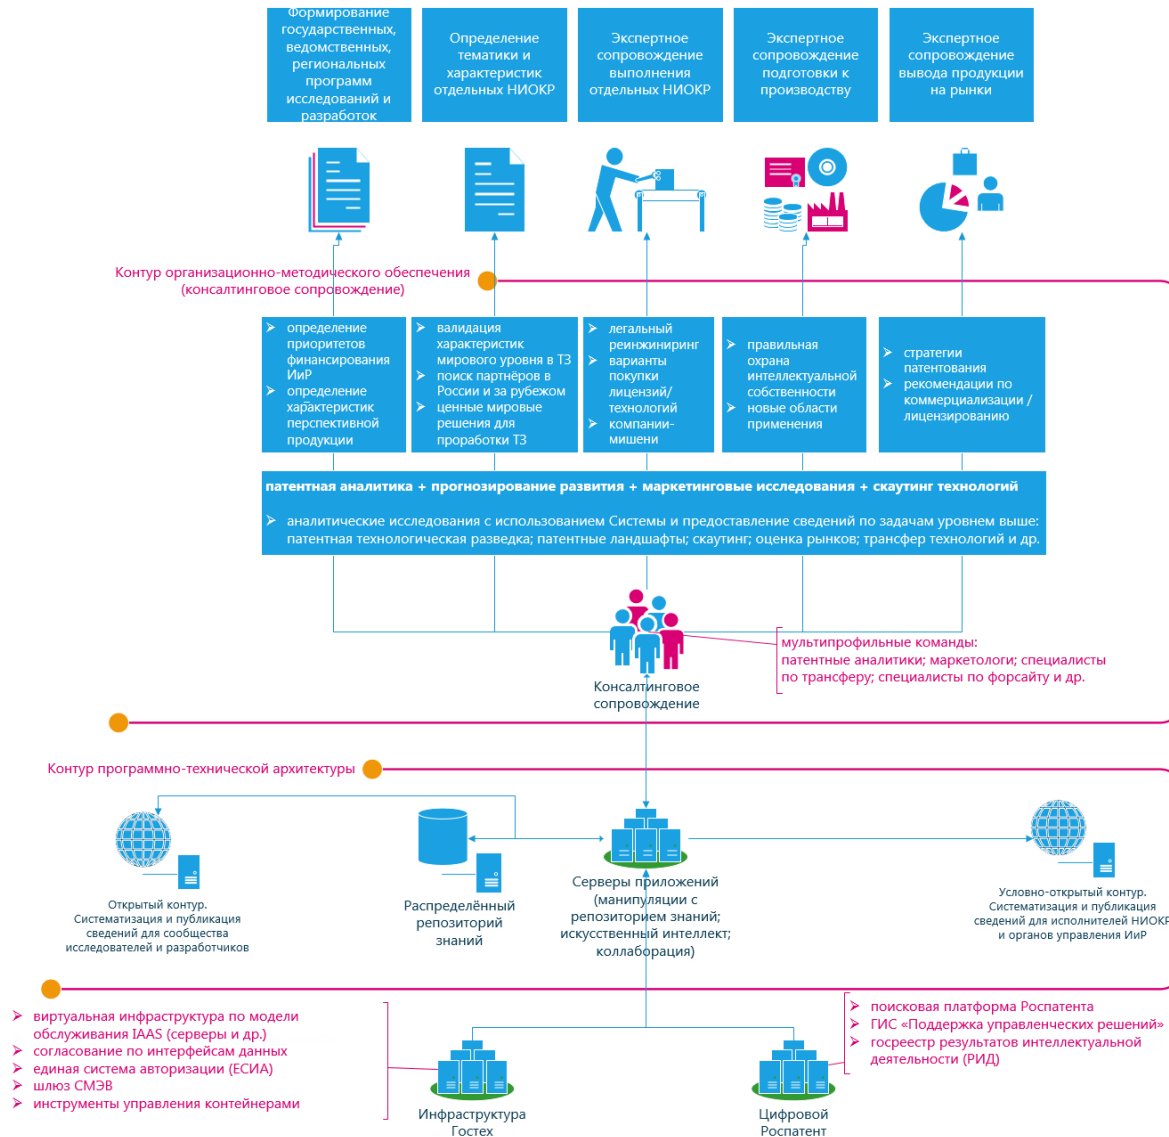 Формирование
государственных,
ведомственных,
региональных
программ
исследований и
разработок
Определение
тематики и
характеристик
отдельных НИОКР
Экспертное
сопровождение
выполнения
отдельных НИОКР
Экспертное
сопровождение
подготовки к
производству
Экспертное
сопровождение
вывода продукции
на рынки
Контур организационно-методического обеспечения
(консалтинговое сопровождение)
➢ определение
приоритетов
финансирования
ИиР
➢ определение
характеристик
перспективной
продукции
➢ валидация
характеристик
мирового уровня в ТЗ
➢ поиск партнёров в
России и за рубежом
➢ ценные мировые
решения для
проработки ТЗ
➢ легальный
реинжиниринг
➢ варианты
покупки
лицензий/
технологий
➢ компании-
мишени
➢ правильная
охрана
интеллектуальной
собственности
➢ новые области
применения
➢ стратегии
патентования
➢ рекомендации по
коммерциализации /
лицензированию
патентная аналитика + прогнозирование развития + маркетинговые исследования + скаутинг технологий
➢ аналитические исследования с использованием Системы и предоставление сведений по задачам уровнем выше:
патентная технологическая разведка; патентные ландшафты; скаутинг; оценка рынков; трансфер технологий и др.
мультипрофильные команды:
патентные аналитики; маркетологи; специалисты
по трансферу; специалисты по форсайту и др.
Консалтинговое
сопровождение
Контур программно-технической архитектуры
Открытый контур.
Систематизация и публикация
сведений для сообщества
исследователей и разработчиков
Распределённый
репозиторий
знаний
Серверы приложений
(манипуляции с
репозиторием знаний;
искусственный интеллект;
коллаборация)
Условно-открытый контур.
Систематизация и публикация
сведений для исполнителей НИОКР
и органов управления ИиР
➢ виртуальная инфраструктура по модели
обслуживания IAAS (серверы и др.)
➢ согласование по интерфейсам данных
➢ единая система авторизации (ЕСИА)
➢ шлюз СМЭВ
➢ инструменты управления контейнерами
➢ поисковая платформа Роспатента
➢ ГИС «Поддержка управленческих решений»
➢ госреестр результатов интеллектуальной
деятельности (РИД)
Инфраструктура
Гостех
Цифровой
Роспатент